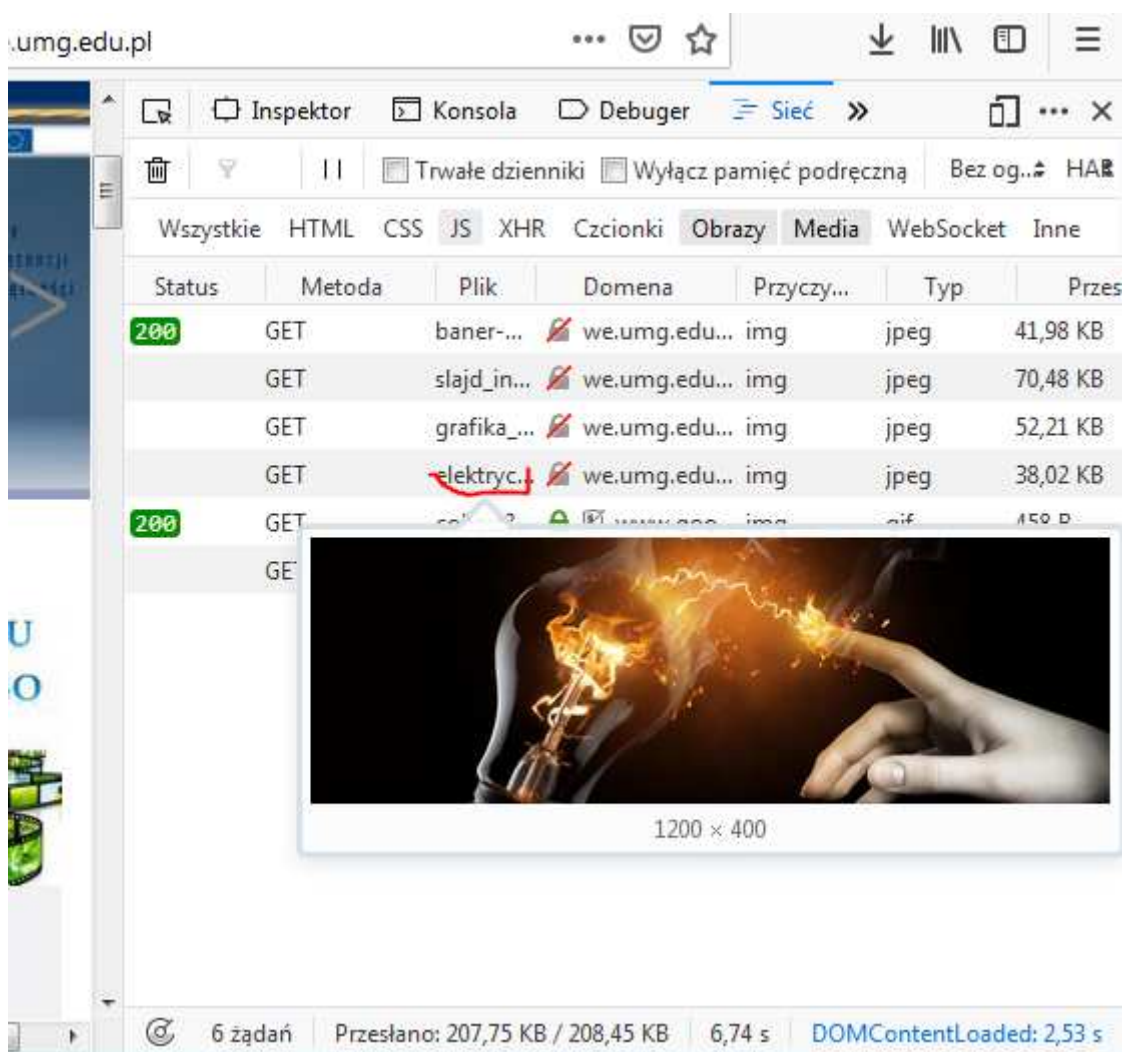 .umg.edu.pl
Inspektor Konsola Debuger Sieć
Trwałe dzienniki Wyłącz pamięć podręczną Bez og.. HAR
Wszystkie HTML CSS JS XHR Czcionki Obrazy Media WebSocket Inne
Status Metoda Plik Domena Przyczy... Typ Przes
200 GET baner-... we.umg.edu... img jpeg 41,98 KB
GET slajd_in... we.umg.edu... img jpeg 70,48 KB
GET grafika_... we.umg.edu... img jpeg 52,21 KB
GET elektryc... we.umg.edu... img jpeg 38,02 KB
200 GET img gif 458 B
GET
U
O
1200 × 400
6 żądań Przesłano: 207,75 KB / 208,45 KB 6,74 s DOMContentLoaded: 2,53 s